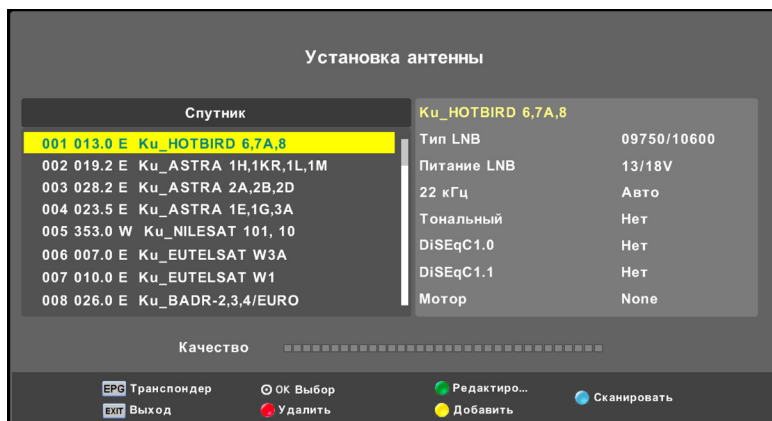 Установка антенны
Спутник
001 013.0 E Ku_HOTBIRD 6,7A,8
002 019.2 E Ku_ASTRA 1H,1KR,1L,1M
003 028.2 E Ku_ASTRA 2A,2B,2D
004 023.5 E Ku_ASTRA 1E,1G,3A
005 353.0 W Ku_NILESAT 101, 10
006 007.0 E Ku_EUTELSAT W3A
007 010.0 E Ku_EUTELSAT W1
008 026.0 E Ku_BADR-2,3,4/EURO
Ku_HOTBIRD 6,7A,8
Тип LNB 09750/10600
Питание LNB 13/18V
22 кГц Авто
Тональный Нет
DiSEqC1.0 Нет
DiSEqC1.1 Нет
Мотор None
Качество
EPG Транспондер OK Выбор Редактиро... Сканировать
EXIT Выход Удалить Добавить